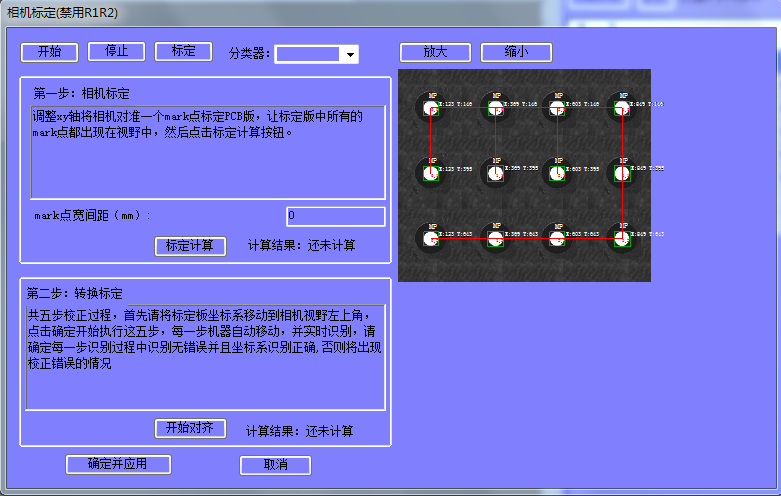 相机标定(禁用R1R2)
开始
停止
标定
分类器:
放大
缩小
第一步: 相机标定
调整xy轴将相机对准一个mark点标定PCB版，让标定版中所有的
mark点都出现在视野中，然后点击标定计算按钮。
mark点宽间距（mm）:
0
标定计算
计算结果: 还未计算
第二步: 转换标定
共五步校正过程，首先请将标定板坐标系移动到相机视野左上角，
点击确定开始执行这五步，每一步机器自动移动，并实时识别，请
确定每一步识别过程中识别无错误并且坐标系识别正确,否则将出现
校正错误的情况
开始对齐
计算结果: 还未计算
确定并应用
取消
MP MP MP MP
X:123 Y:146 X:369 Y:146 X:603 Y:146 X:849 Y:146
MP MP MP MP
X:123 Y:395 X:369 Y:395 X:603 Y:395 X:849 Y:395
MP MP MP MP
X:123 Y:643 X:369 Y:643 X:603 Y:643 X:849 Y:643